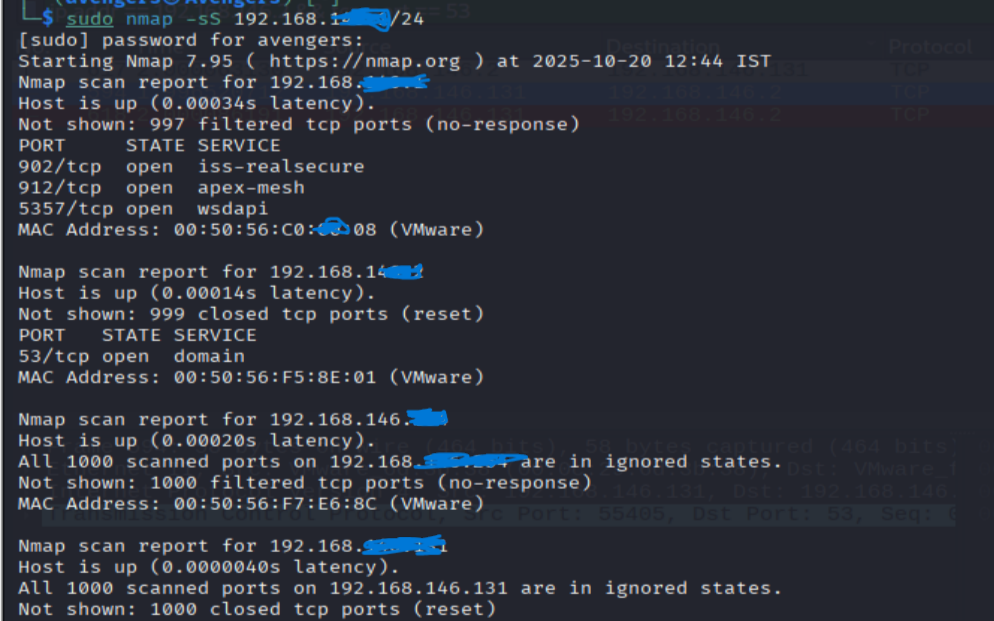 └─$ sudo nmap -sS 192.168.1 /24
[sudo] password for avengers:
Starting Nmap 7.95 ( https://nmap.org ) at 2025-10-20 12:44 IST
Nmap scan report for 192.168.
Host is up (0.00034s latency).
Not shown: 997 filtered tcp ports (no-response)
PORT STATE SERVICE
902/tcp open iss-realsecure
912/tcp open apex-mesh
5357/tcp open wsdapi
MAC Address: 00:50:56:C0: :08 (VMware)
Nmap scan report for 192.168.14
Host is up (0.00014s latency).
Not shown: 999 closed tcp ports (reset)
PORT STATE SERVICE
53/tcp open domain
MAC Address: 00:50:56:F5:8E:01 (VMware)
Nmap scan report for 192.168.146.
Host is up (0.00020s latency).
All 1000 scanned ports on 192.168. are in ignored states.
Not shown: 1000 filtered tcp ports (no-response)
MAC Address: 00:50:56:F7:E6:8C (VMware)
Nmap scan report for 192.168.
Host is up (0.0000040s latency).
All 1000 scanned ports on 192.168.146.131 are in ignored states.
Not shown: 1000 closed tcp ports (reset)